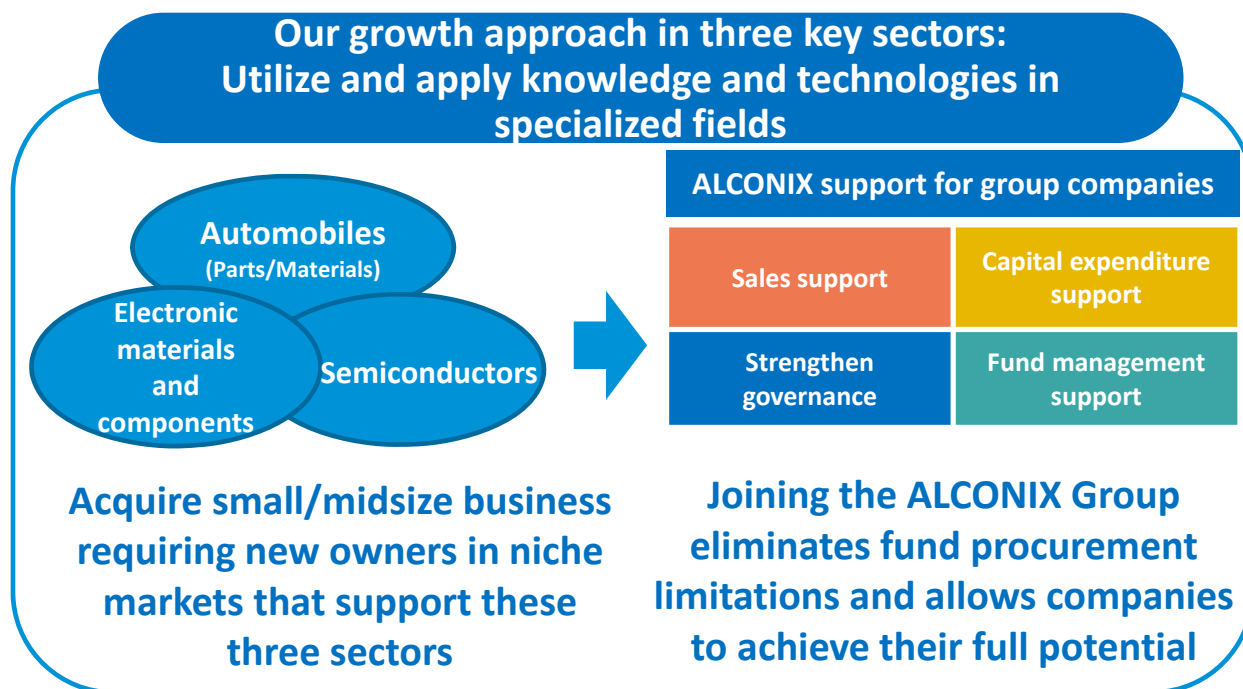 Our growth approach in three key sectors:
Utilize and apply knowledge and technologies in
specialized fields
Automobiles
(Parts/Materials)
Electronic
materials
and
components
Semiconductors
Acquire small/midsize business
requiring new owners in niche
markets that support these
three sectors
ALCONIX support for group companies
Sales support
Capital expenditure
support
Strengthen
governance
Fund management
support
Joining the ALCONIX Group
eliminates fund procurement
limitations and allows companies
to achieve their full potential